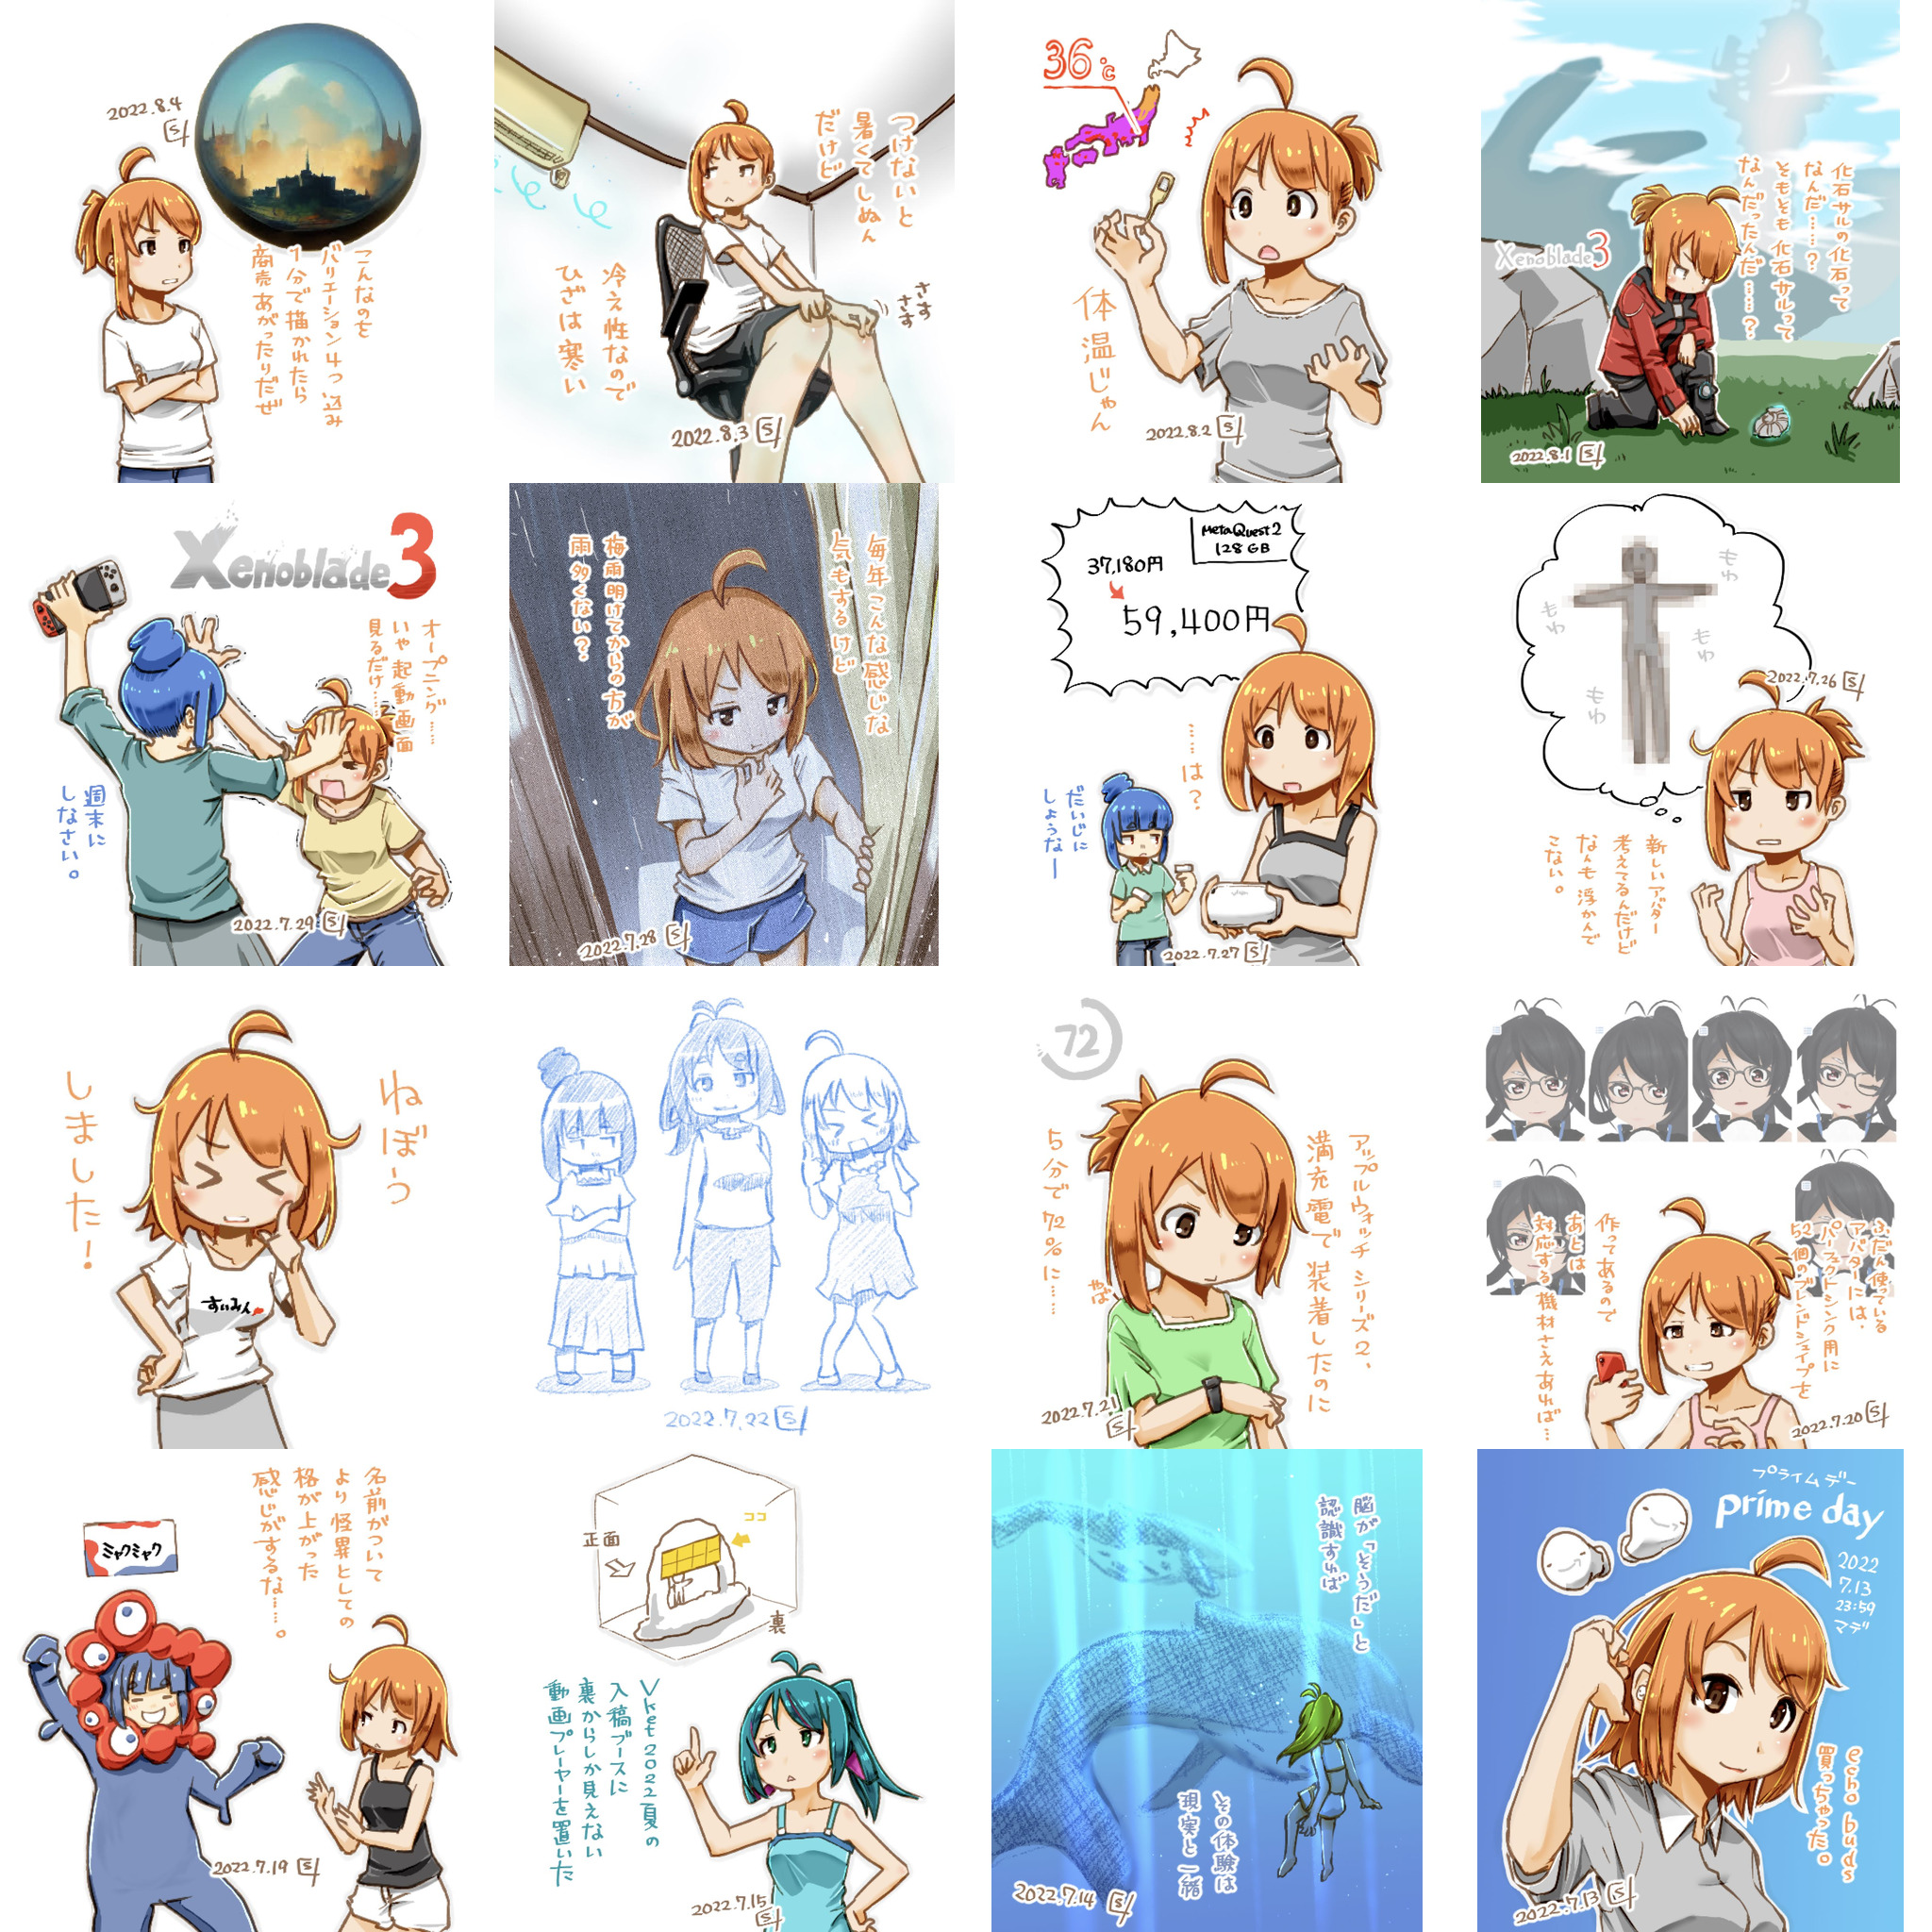 2022.8.4
こんなのを
バリエーション4つ込み
1分で描かれたら
商売あがったりだぜ
つけないと
暑くてしぬん
だけど
冷え性なので
ひざは寒い
さすさす
2022.8.3
36℃
体温じゃん
2022.8.2
化石サルの化石って
なんだ……?
そもそも化石サルって
なんだったんだ……?
Xenoblade3
2022.8.1
Xenoblade3
オープニング……
いや起動画面
見るだけ……
週末に
しなさい。
2022.7.29
毎年こんな感じな
気もするけど
梅雨明けてからの方が
雨多くない?
2022.7.28
Meta Quest 2
128GB
37,180円
59,400円
……は?
だいじに
しようなー
2022.7.27
もわ
もわ
もわ
もわ
2022.7.26
新しいアバター
考えてるんだけど
なんも浮かんで
こない。
ねぼう
しました!
すいみん
2022.7.22
72
アップルウォッチシリーズ2、
満充電で装着したのに
5分で72%に……
やば
2022.7.21
ふだん使っている
アバターには、
パーフェクトシンク用に
52個のブレンドシェイプを
作ってあるので
あとは
対応する機材さえあれば…
2022.7.20
名前がついて
より怪異としての
格が上がった
感じがするな……。
ミャクミャク
2022.7.19
正面
ココ
裏
Vket2022夏の
入稿ブースに
裏からしか見えない
動画プレーヤーを置いた
2022.7.15
脳が「そうだ」と
認識すれば
その体験は
現実と一緒
2022.7.14
プライムデー
prime day
2022
7.13
23:59
マデ
echo buds
買っちゃった。
2022.7.13